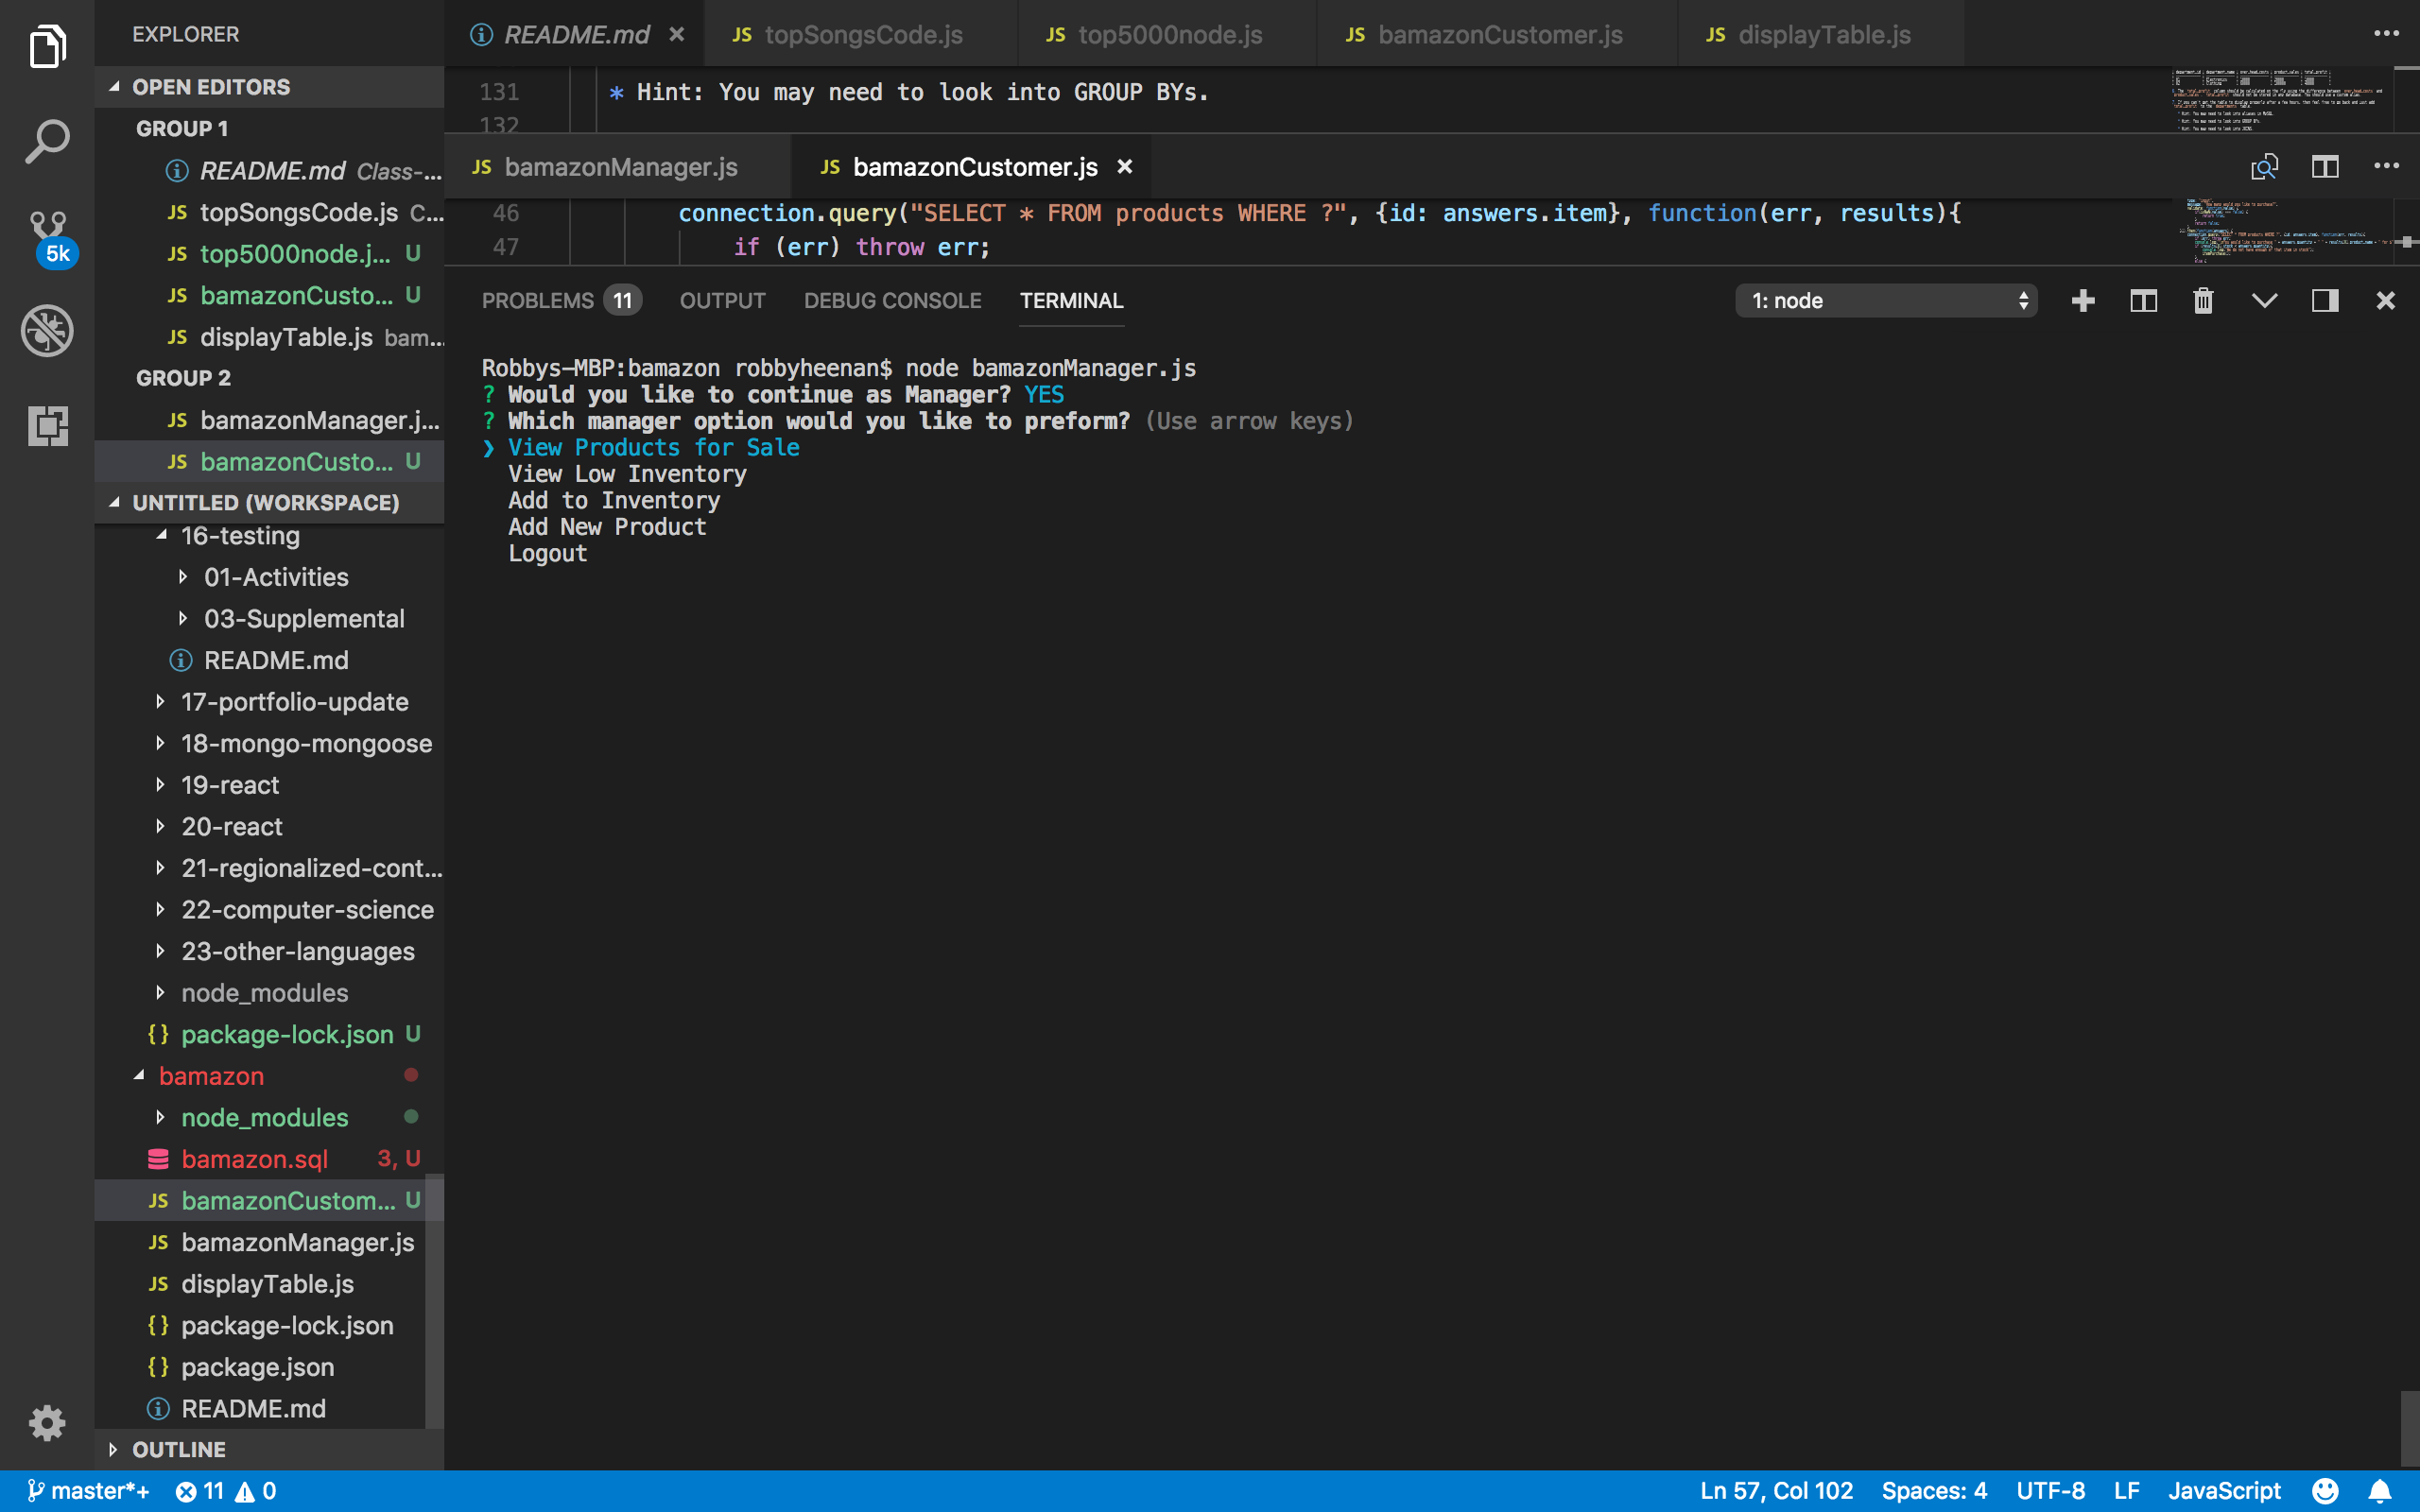 EXPLORER
OPEN EDITORS
GROUP 1
README.md Class-...
JS topSongsCode.js C...
JS top5000node.j... U
JS bamazonCusto... U
JS displayTable.js bam...
GROUP 2
JS bamazonManager.j...
JS bamazonCusto... U
UNTITLED (WORKSPACE)
16-testing
01-Activities
03-Supplemental
README.md
17-portfolio-update
18-mongo-mongoose
19-react
20-react
21-regionalized-cont...
22-computer-science
23-other-languages
node_modules
{} package-lock.json U
bamazon
node_modules
bamazon.sql 3, U
JS bamazonCustom... U
JS bamazonManager.js
JS displayTable.js
{} package-lock.json
{} package.json
README.md
OUTLINE
5k
README.md × JS topSongsCode.js JS top5000node.js JS bamazonCustomer.js JS displayTable.js ...
131 * Hint: You may need to look into GROUP BYs.
132
JS bamazonManager.js JS bamazonCustomer.js × ...
46 connection.query("SELECT * FROM products WHERE ?", {id: answers.item}, function(err, results){
47 if (err) throw err;
PROBLEMS 11 OUTPUT DEBUG CONSOLE TERMINAL 1: node
Robbys-MBP:bamazon robbyheenan$ node bamazonManager.js
? Would you like to continue as Manager? YES
? Which manager option would you like to preform? (Use arrow keys)
❯ View Products for Sale
View Low Inventory
Add to Inventory
Add New Product
Logout
master*+ 11 0 Ln 57, Col 102 Spaces: 4 UTF-8 LF JavaScript